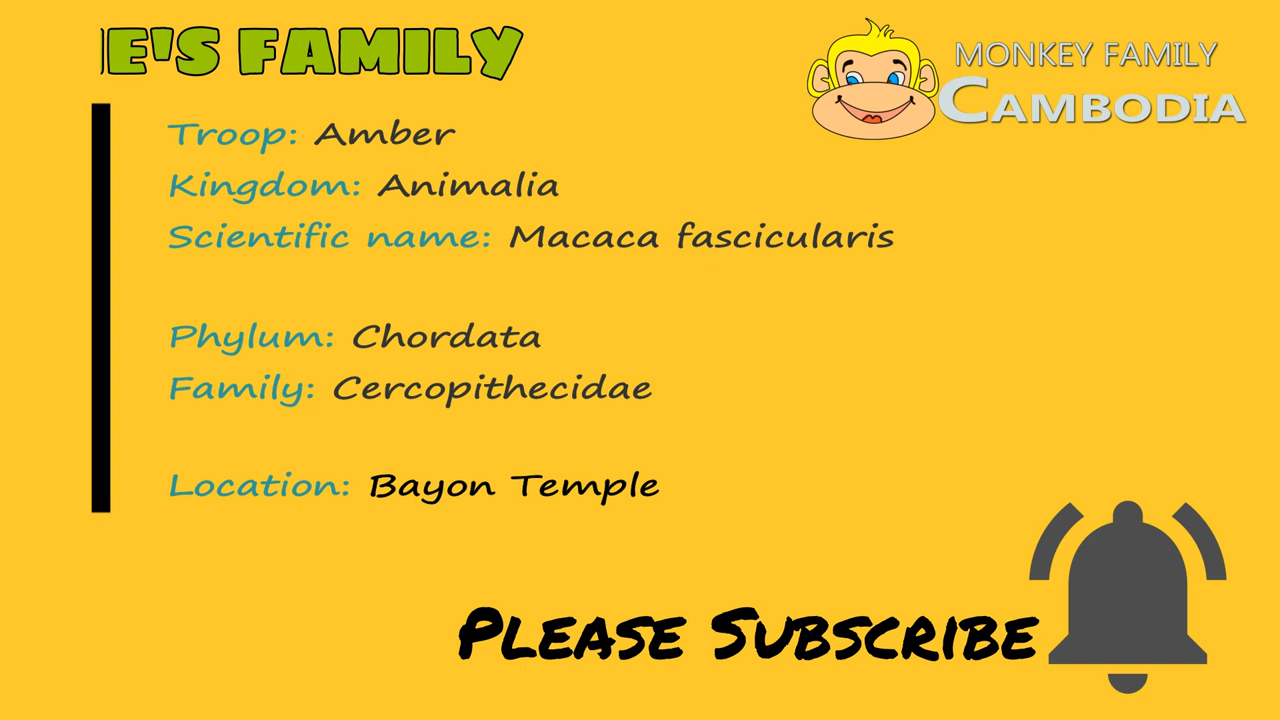 E'S FAMILY
MONKEY FAMILY
CAMBODIA
Troop: Amber
Kingdom: Animalia
Scientific name: Macaca fascicularis
Phylum: Chordata
Family: Cercopithecidae
Location: Bayon Temple
PLEASE SUBSCRIBE